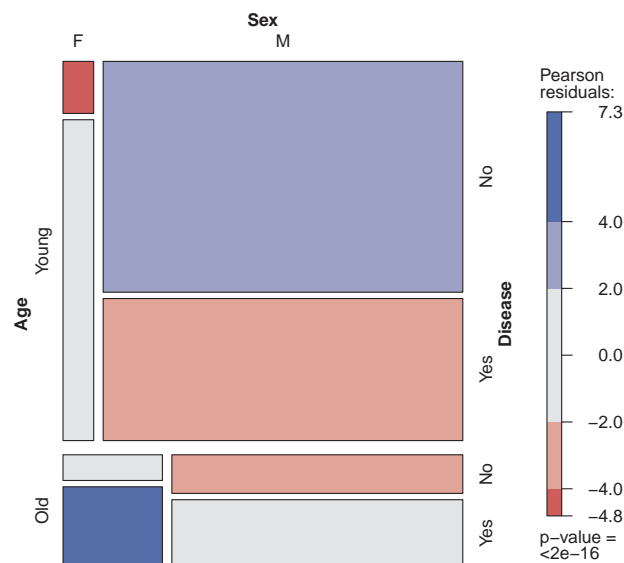 Sex
F M
Age
Young
Old
No
Yes
No
Yes
Disease
Pearson
residuals:
7.3
4.0
2.0
0.0
−2.0
−4.0
−4.8
p−value =
<2e−16